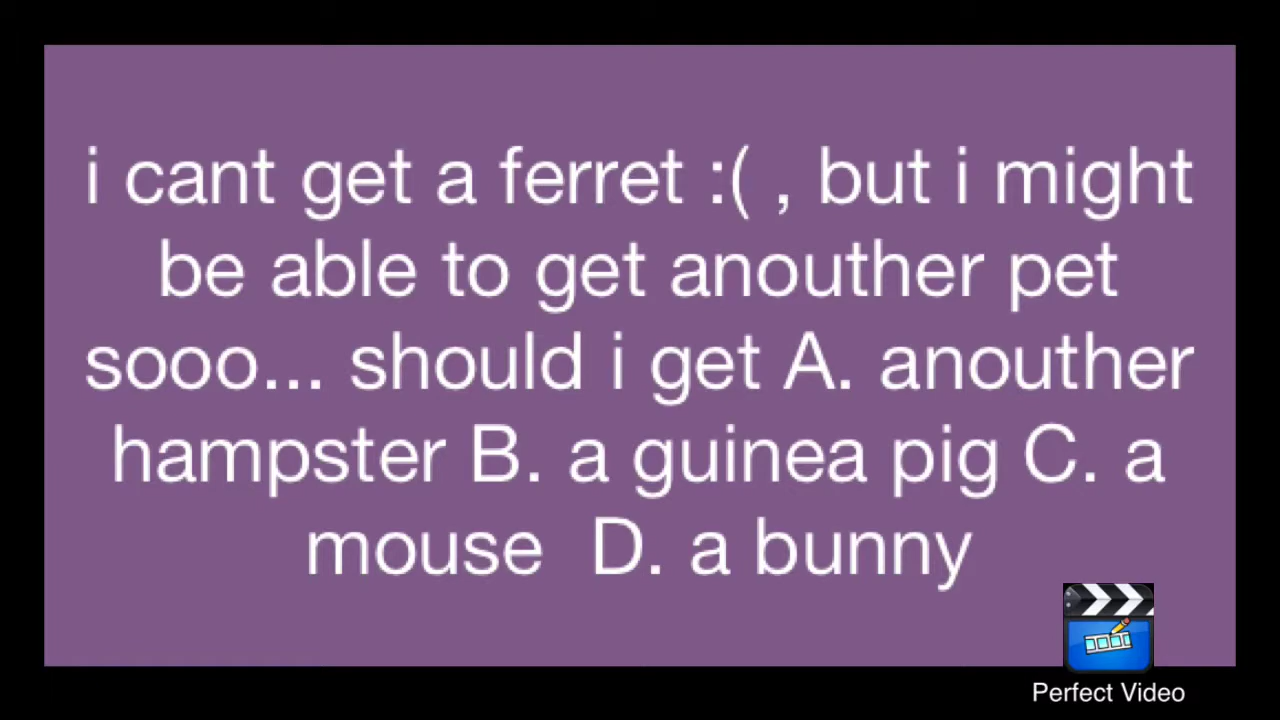 i cant get a ferret :( , but i might
be able to get anouther pet
sooo... should i get A. anouther
hampster B. a guinea pig C. a
mouse  D. a bunny
Perfect Video